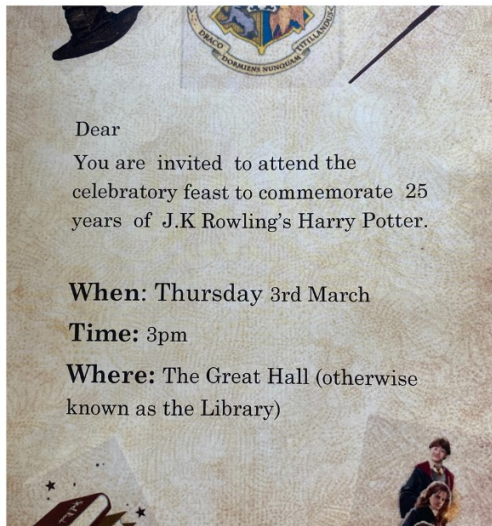 DRACO DORMIENS NUNQUAM TITILLANDUS
Dear
You are invited to attend the
celebratory feast to commemorate 25
years of J.K Rowling's Harry Potter.
When: Thursday 3rd March
Time: 3pm
Where: The Great Hall (otherwise
known as the Library)